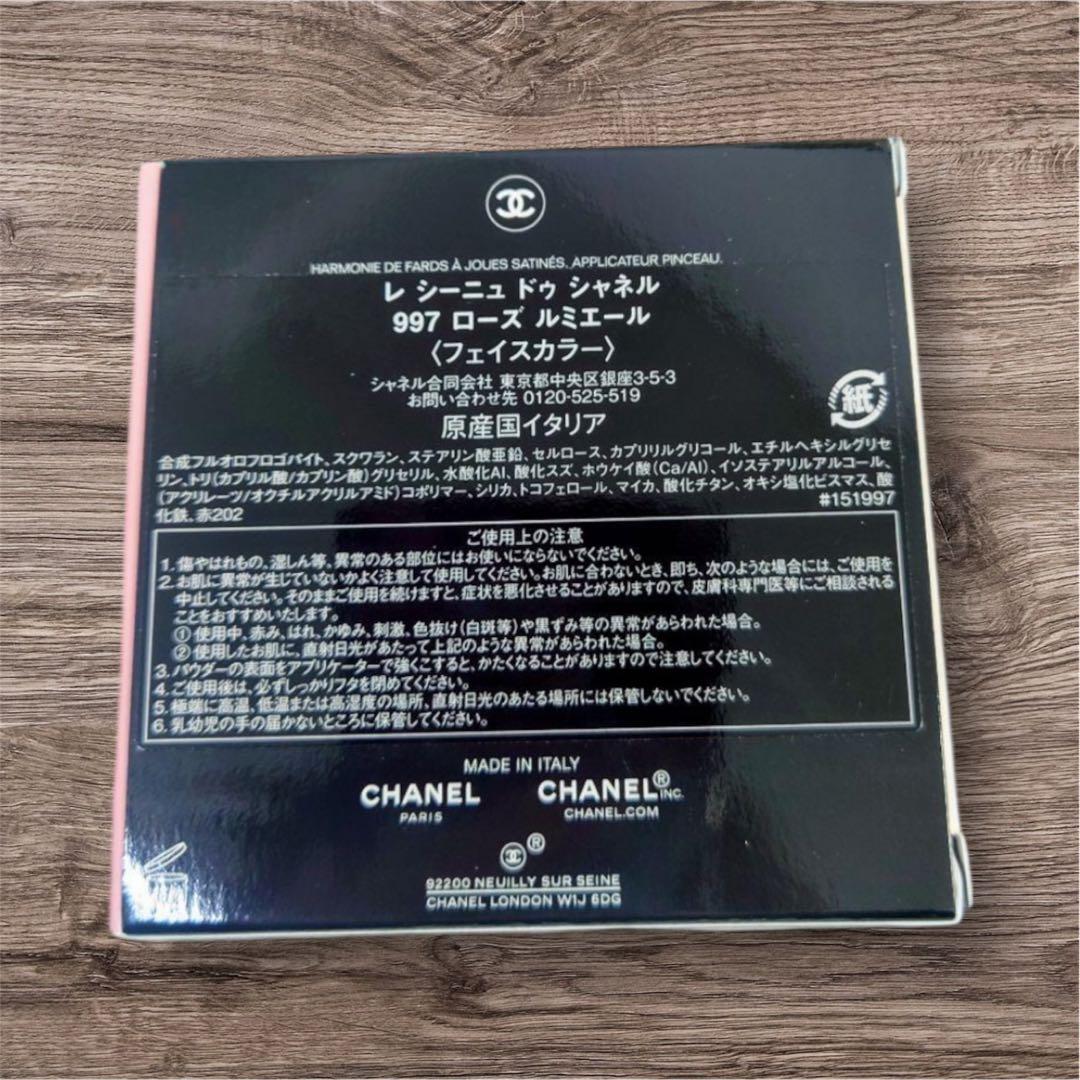 HARMONIE DE FARDS À JOUES SATINÉS. APPLICATEUR PINCEAU.
レ シーニュ ドゥ シャネル
997 ローズ ルミエール
〈フェイスカラー〉
シャネル合同会社 東京都中央区銀座3-5-3
お問い合わせ先 0120-525-519
原産国イタリア
紙
合成フルオロフロゴパイト、スクワラン、ステアリン酸亜鉛、セルロース、カプリリルグリコール、エチルヘキシルグリセ
リン、トリ(カプリル酸/カプリン酸)グリセリル、水酸化Al、酸化スズ、ホウケイ酸(Ca/Al)、イソステアリルアルコール、
(アクリレーツ/オクチルアクリルアミド)コポリマー、シリカ、トコフェロール、マイカ、酸化チタン、オキシ塩化ビスマス、酸
化鉄、赤202
#151997
ご使用上の注意
1. 傷やはれもの、湿しん等、異常のある部位にはお使いにならないでください。
2. お肌に異常が生じていないかよく注意して使用してください。お肌に合わないとき、即ち、次のような場合には、ご使用を
中止してください。そのままご使用を続けますと、症状を悪化させることがありますので、皮膚科専門医等にご相談される
ことをおすすめいたします。
① 使用中、赤み、はれ、かゆみ、刺激、色抜け(白斑等)や黒ずみ等の異常があらわれた場合。
② 使用したお肌に、直射日光があたって上記のような異常があらわれた場合。
3. パウダーの表面をアプリケーターで強くこすると、かたくなることがありますので注意してください。
4. ご使用後は、必ずしっかりフタを閉めてください。
5. 極端に高温、低温または高湿度の場所、直射日光のあたる場所には保管しないでください。
6. 乳幼児の手の届かないところに保管してください。
MADE IN ITALY
CHANEL
PARIS
CHANEL® INC.
CHANEL.COM
®
92200 NEUILLY SUR SEINE
CHANEL LONDON W1J 6DG